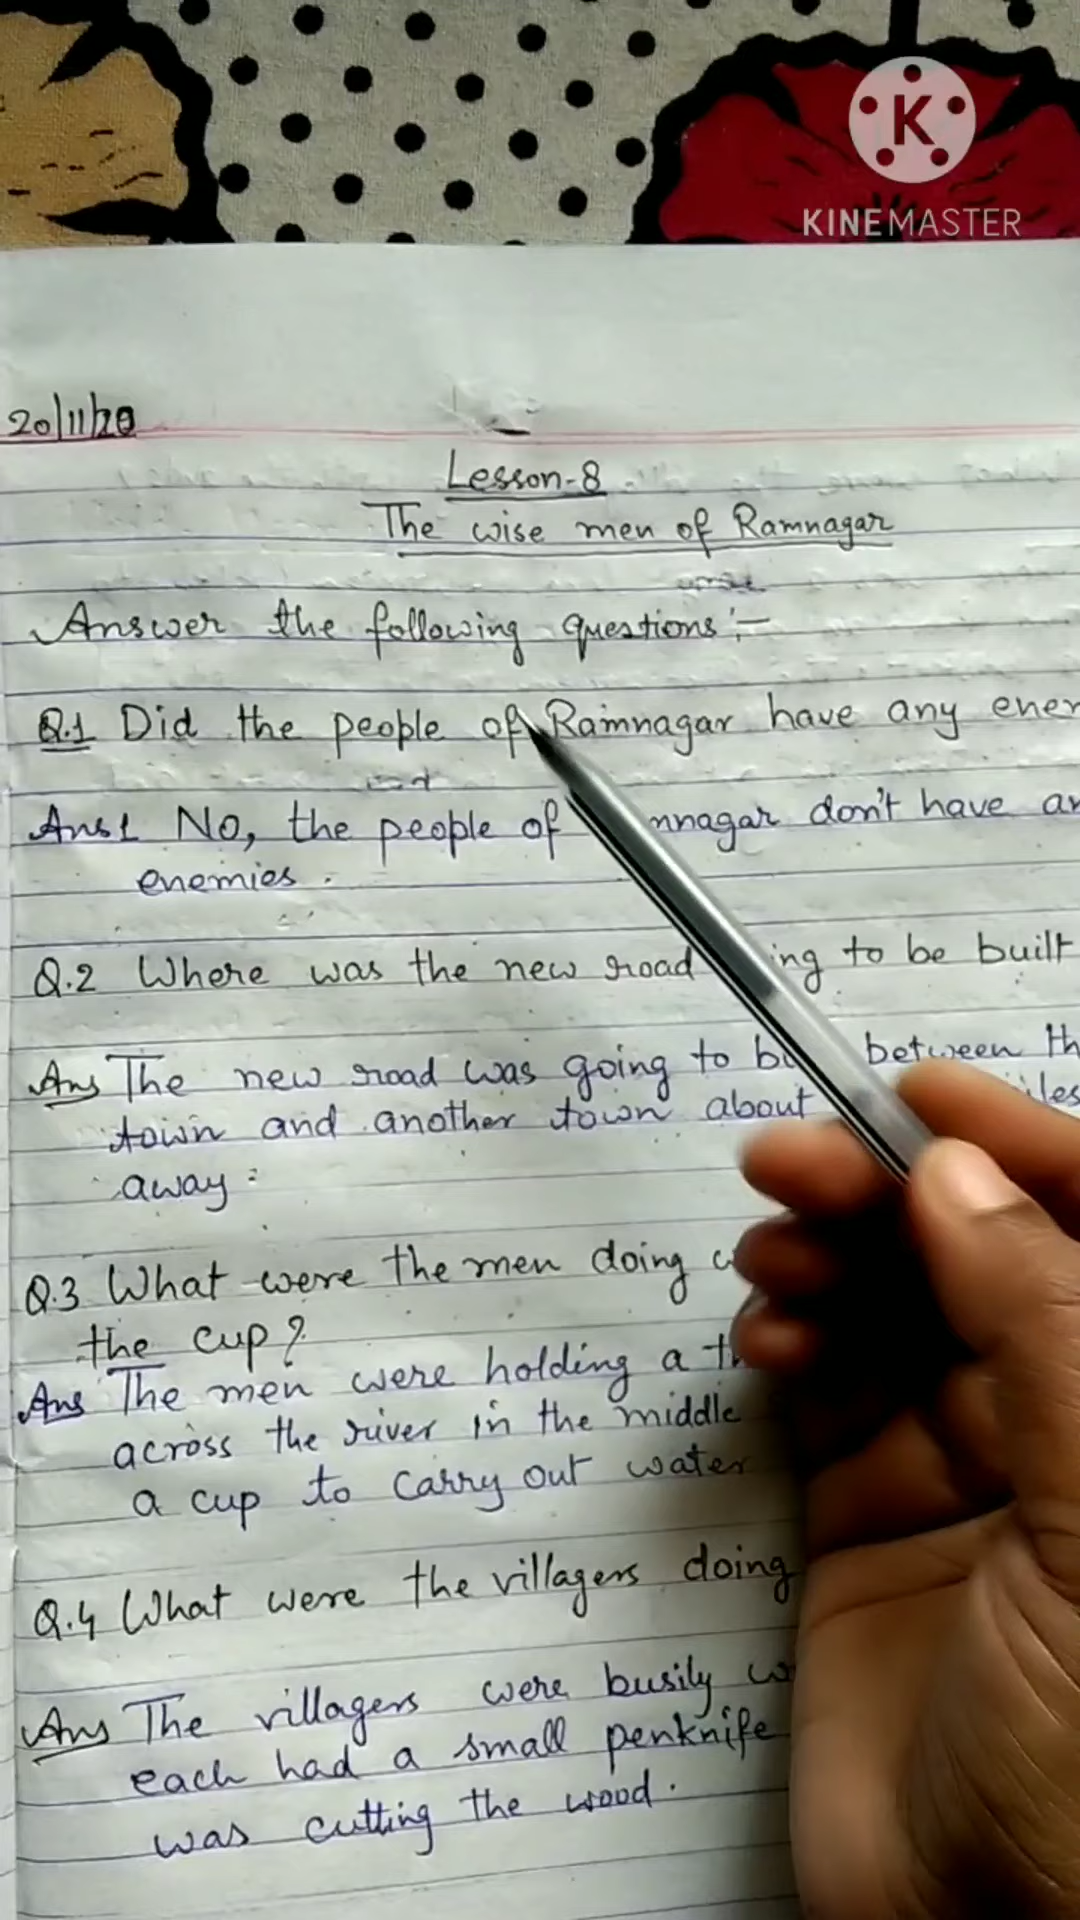 K
KINEMASTER
20/11/20
Lesson-8
The wise men of Ramnagar
Answer the following questions :-
Q.1 Did the people of Ramnagar have any
Ans1 No, the people of don't have
enemies.
Q.2 Where was the new road to be built
Ans The new road was going to between
town and another town about
away.
Q.3 What were the men doing
the cup?
Ans The men were holding a
across the river in the middle
a cup to carry out water
Q.4 What were the villagers doing
Ans The villagers were busily
each had a small penknife
was cutting the wood.